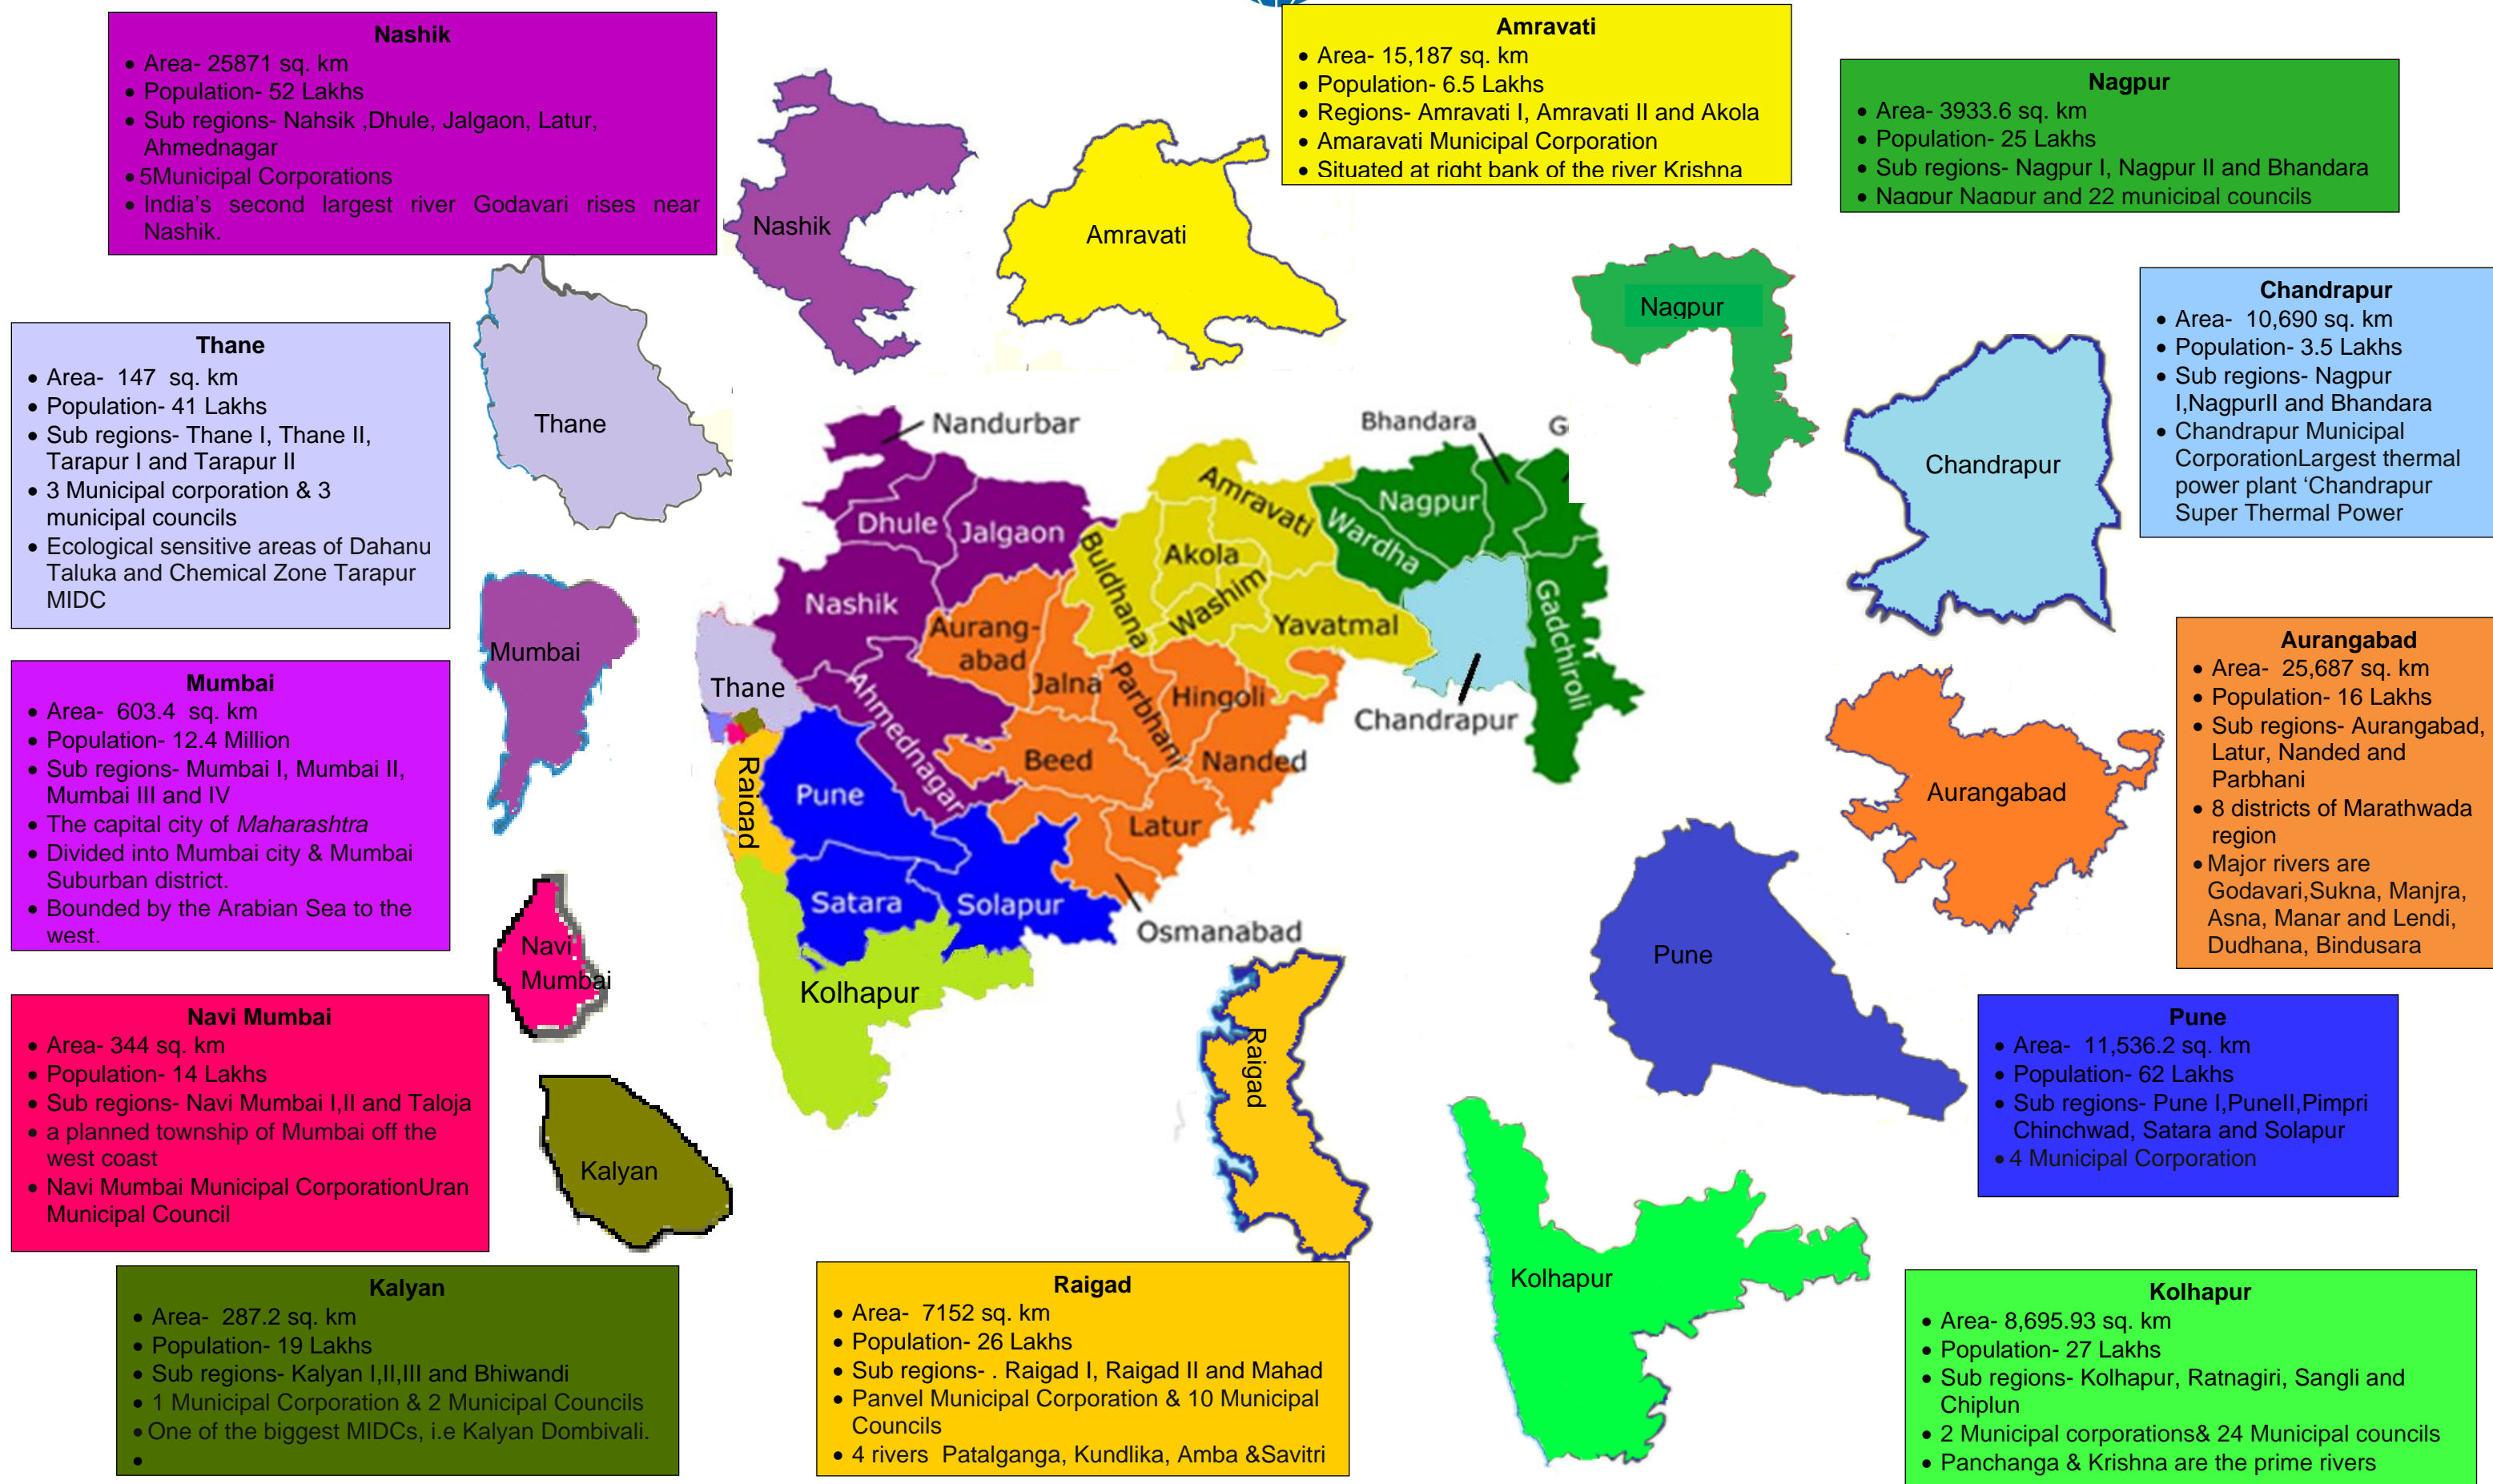 Nashik
• Area- 25871 sq. km
• Population- 52 Lakhs
• Sub regions- Nahsik ,Dhule, Jalgaon, Latur,
Ahmednagar
• 5Municipal Corporations
• India's second largest river Godavari rises near
Nashik.
Amravati
• Area- 15,187 sq. km
• Population- 6.5 Lakhs
• Regions- Amravati I, Amravati II and Akola
• Amaravati Municipal Corporation
• Situated at right bank of the river Krishna
Nagpur
• Area- 3933.6 sq. km
• Population- 25 Lakhs
• Sub regions- Nagpur I, Nagpur II and Bhandara
• Nagpur Nagpur and 22 municipal councils
Nashik
Amravati
Nagpur
Thane
• Area- 147 sq. km
• Population- 41 Lakhs
• Sub regions- Thane I, Thane II,
Tarapur I and Tarapur II
• 3 Municipal corporation & 3
municipal councils
• Ecological sensitive areas of Dahanu
Taluka and Chemical Zone Tarapur
MIDC
Thane
Chandrapur
• Area- 10,690 sq. km
• Population- 3.5 Lakhs
• Sub regions- Nagpur
I,NagpurII and Bhandara
• Chandrapur Municipal
CorporationLargest thermal
power plant ‘Chandrapur
Super Thermal Power
Chandrapur
Nandurbar
Bhandara
G
Dhule
Jalgaon
Amravati
Nagpur
Wardha
Buldhana
Akola
Washim
Nashik
Yavatmal
Gadchiroli
Aurang-
abad
Jalna
Parbhani
Hingoli
Thane
Ahmednagar
Chandrapur
Beed
Nanded
Raigad
Pune
Latur
Satara
Solapur
Osmanabad
Kolhapur
Mumbai
Mumbai
• Area- 603.4 sq. km
• Population- 12.4 Million
• Sub regions- Mumbai I, Mumbai II,
Mumbai III and IV
• The capital city of Maharashtra
• Divided into Mumbai city & Mumbai
Suburban district.
• Bounded by the Arabian Sea to the
west.
Aurangabad
• Area- 25,687 sq. km
• Population- 16 Lakhs
• Sub regions- Aurangabad,
Latur, Nanded and
Parbhani
• 8 districts of Marathwada
region
• Major rivers are
Godavari,Sukna, Manjra,
Asna, Manar and Lendi,
Dudhana, Bindusara
Aurangabad
Navi
Mumbai
Navi Mumbai
• Area- 344 sq. km
• Population- 14 Lakhs
• Sub regions- Navi Mumbai I,II and Taloja
• a planned township of Mumbai off the
west coast
• Navi Mumbai Municipal CorporationUran
Municipal Council
Pune
Pune
• Area- 11,536.2 sq. km
• Population- 62 Lakhs
• Sub regions- Pune I,PuneII,Pimpri
Chinchwad, Satara and Solapur
• 4 Municipal Corporation
Kalyan
Raigad
Kolhapur
Kalyan
• Area- 287.2 sq. km
• Population- 19 Lakhs
• Sub regions- Kalyan I,II,III and Bhiwandi
• 1 Municipal Corporation & 2 Municipal Councils
• One of the biggest MIDCs, i.e Kalyan Dombivali.
•
Raigad
• Area- 7152 sq. km
• Population- 26 Lakhs
• Sub regions- . Raigad I, Raigad II and Mahad
• Panvel Municipal Corporation & 10 Municipal
Councils
• 4 rivers Patalganga, Kundlika, Amba &Savitri
Kolhapur
• Area- 8,695.93 sq. km
• Population- 27 Lakhs
• Sub regions- Kolhapur, Ratnagiri, Sangli and
Chiplun
• 2 Municipal corporations& 24 Municipal councils
• Panchanga & Krishna are the prime rivers